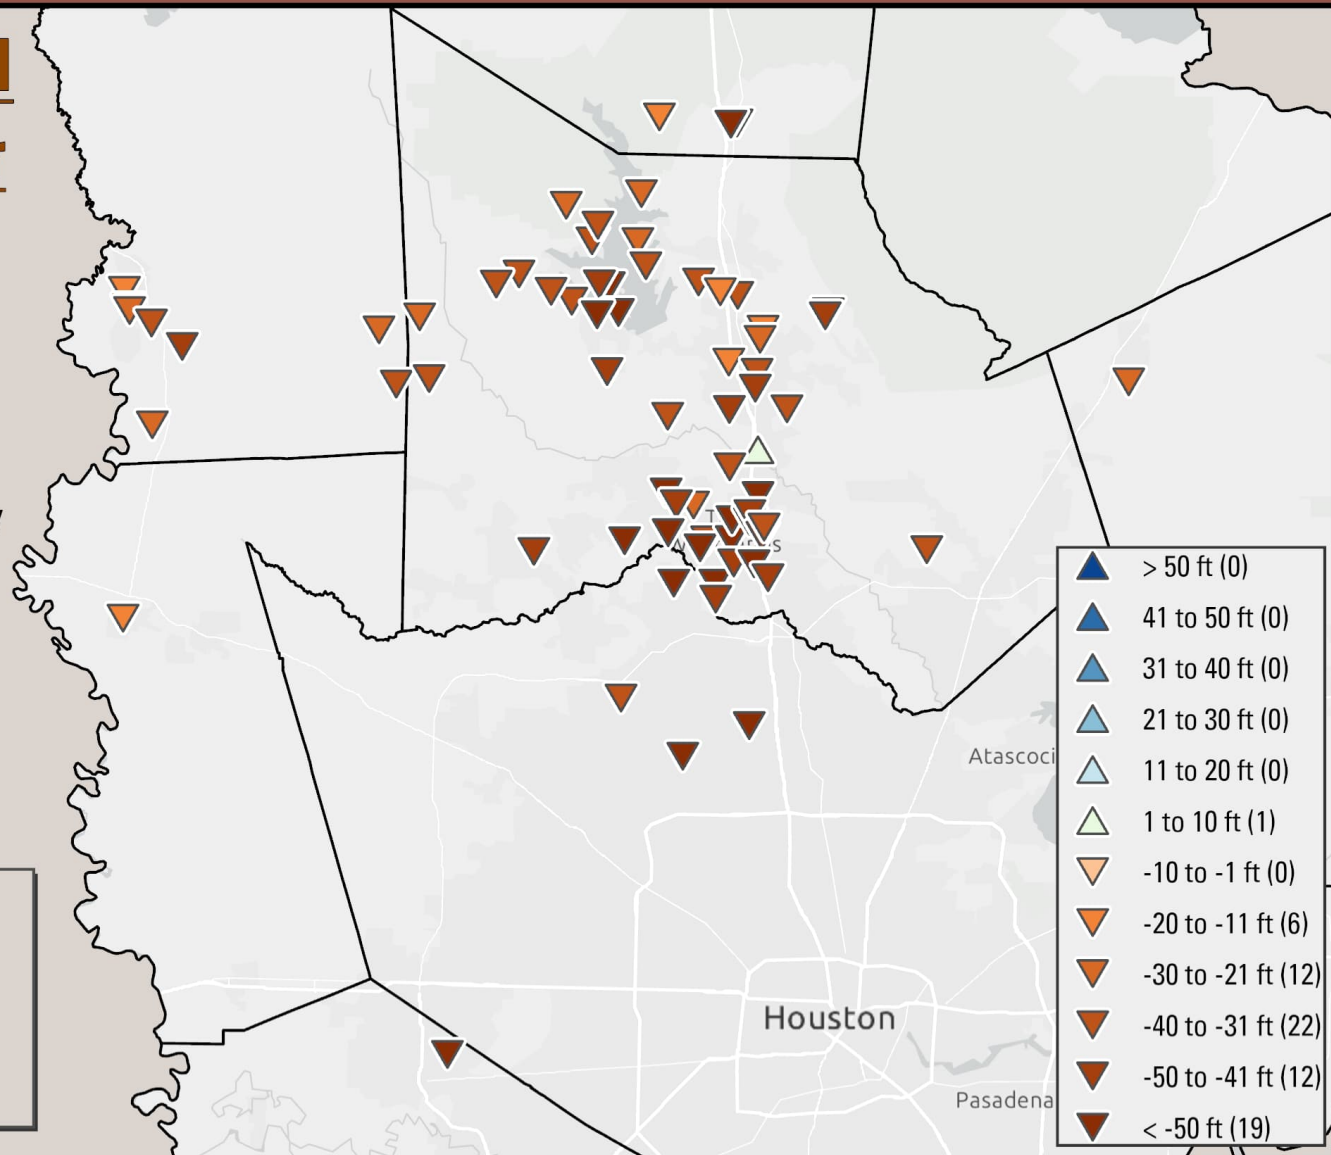 > 50 ft (0)
41 to 50 ft (0)
31 to 40 ft (0)
21 to 30 ft (0)
11 to 20 ft (0)
1 to 10 ft (1)
-10 to -1 ft (0)
-20 to -11 ft (6)
-30 to -21 ft (12)
-40 to -31 ft (22)
-50 to -41 ft (12)
< -50 ft (19)
Atascoci
Houston
Pasadena